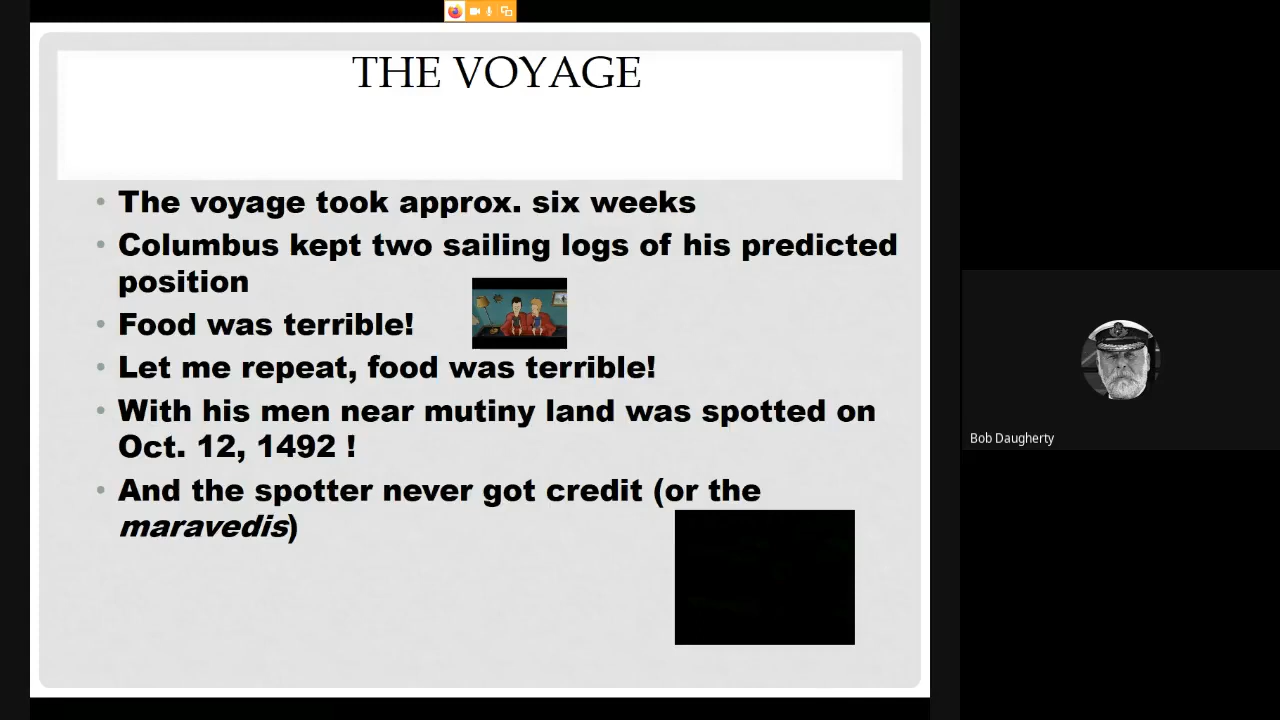 THE VOYAGE
• The voyage took approx. six weeks
• Columbus kept two sailing logs of his predicted
position
• Food was terrible!
• Let me repeat, food was terrible!
• With his men near mutiny land was spotted on
Oct. 12, 1492 !
• And the spotter never got credit (or the
maravedis)
Bob Daugherty